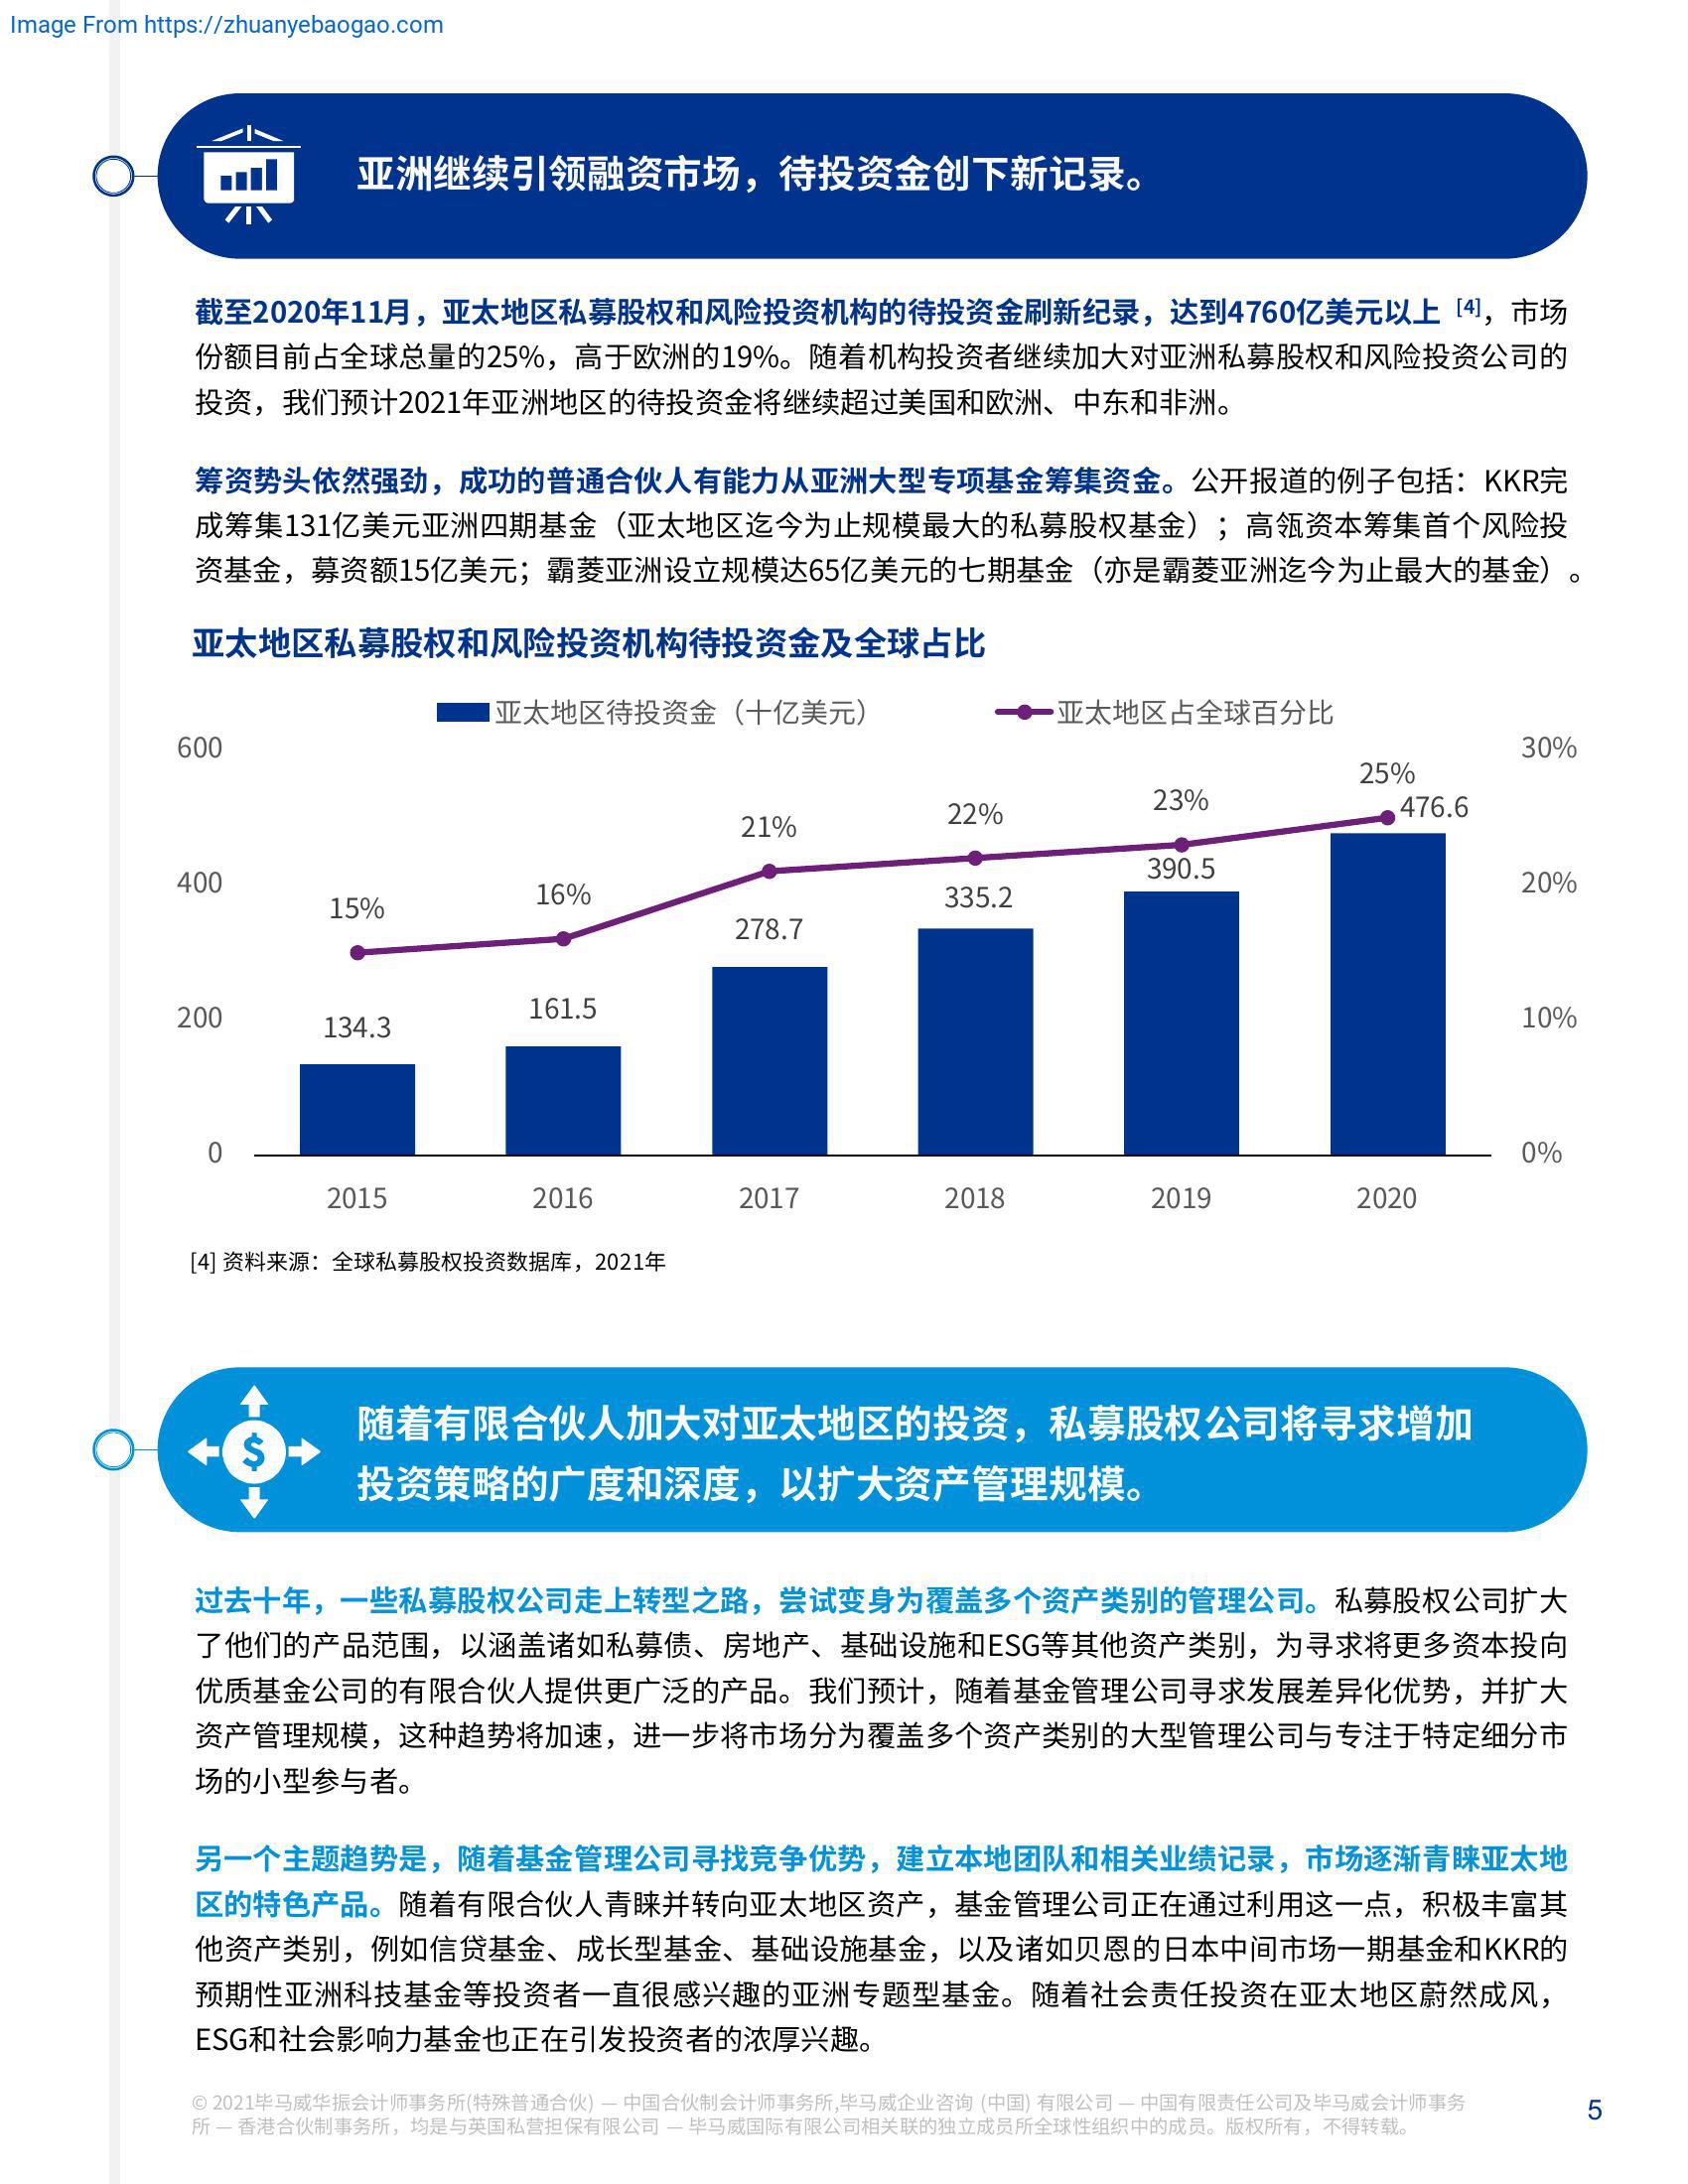 Image From https://zhuanyebaogao.com
亚洲继续引领融资市场，待投资金创下新记录。
截至2020年11月，亚太地区私募股权和风险投资机构的待投资金刷新纪录，达到4760亿美元以上 [4]，市场
份额目前占全球总量的25%，高于欧洲的19%。随着机构投资者继续加大对亚洲私募股权和风险投资公司的
投资，我们预计2021年亚洲地区的待投资金将继续超过美国和欧洲、中东和非洲。
筹资势头依然强劲，成功的普通合伙人有能力从亚洲大型专项基金筹集资金。公开报道的例子包括：KKR完
成筹集131亿美元亚洲四期基金（亚太地区迄今为止规模最大的私募股权基金）；高瓴资本筹集首个风险投
资基金，募资额15亿美元；霸菱亚洲设立规模达65亿美元的七期基金（亦是霸菱亚洲迄今为止最大的基金）。
亚太地区私募股权和风险投资机构待投资金及全球占比
亚太地区待投资金（十亿美元） 亚太地区占全球百分比
600 30%
25%
476.6
23%
22%
21%
400 20%
390.5
335.2
16%
15%
278.7
200 10%
161.5
134.3
0 0%
2015 2016 2017 2018 2019 2020
[4] 资料来源：全球私募股权投资数据库，2021年
$
随着有限合伙人加大对亚太地区的投资，私募股权公司将寻求增加
投资策略的广度和深度，以扩大资产管理规模。
过去十年，一些私募股权公司走上转型之路，尝试变身为覆盖多个资产类别的管理公司。私募股权公司扩大
了他们的产品范围，以涵盖诸如私募债、房地产、基础设施和ESG等其他资产类别，为寻求将更多资本投向
优质基金公司的有限合伙人提供更广泛的产品。我们预计，随着基金管理公司寻求发展差异化优势，并扩大
资产管理规模，这种趋势将加速，进一步将市场分为覆盖多个资产类别的大型管理公司与专注于特定细分市
场的小型参与者。
另一个主题趋势是，随着基金管理公司寻找竞争优势，建立本地团队和相关业绩记录，市场逐渐青睐亚太地
区的特色产品。随着有限合伙人青睐并转向亚太地区资产，基金管理公司正在通过利用这一点，积极丰富其
他资产类别，例如信贷基金、成长型基金、基础设施基金，以及诸如贝恩的日本中间市场一期基金和KKR的
预期性亚洲科技基金等投资者一直很感兴趣的亚洲专题型基金。随着社会责任投资在亚太地区蔚然成风，
ESG和社会影响力基金也正在引发投资者的浓厚兴趣。
© 2021毕马威华振会计师事务所(特殊普通合伙) — 中国合伙制会计师事务所,毕马威企业咨询 (中国) 有限公司 — 中国有限责任公司及毕马威会计师事务
所 — 香港合伙制事务所，均是与英国私营担保有限公司 — 毕马威国际有限公司相关联的独立成员所全球性组织中的成员。版权所有，不得转载。
5